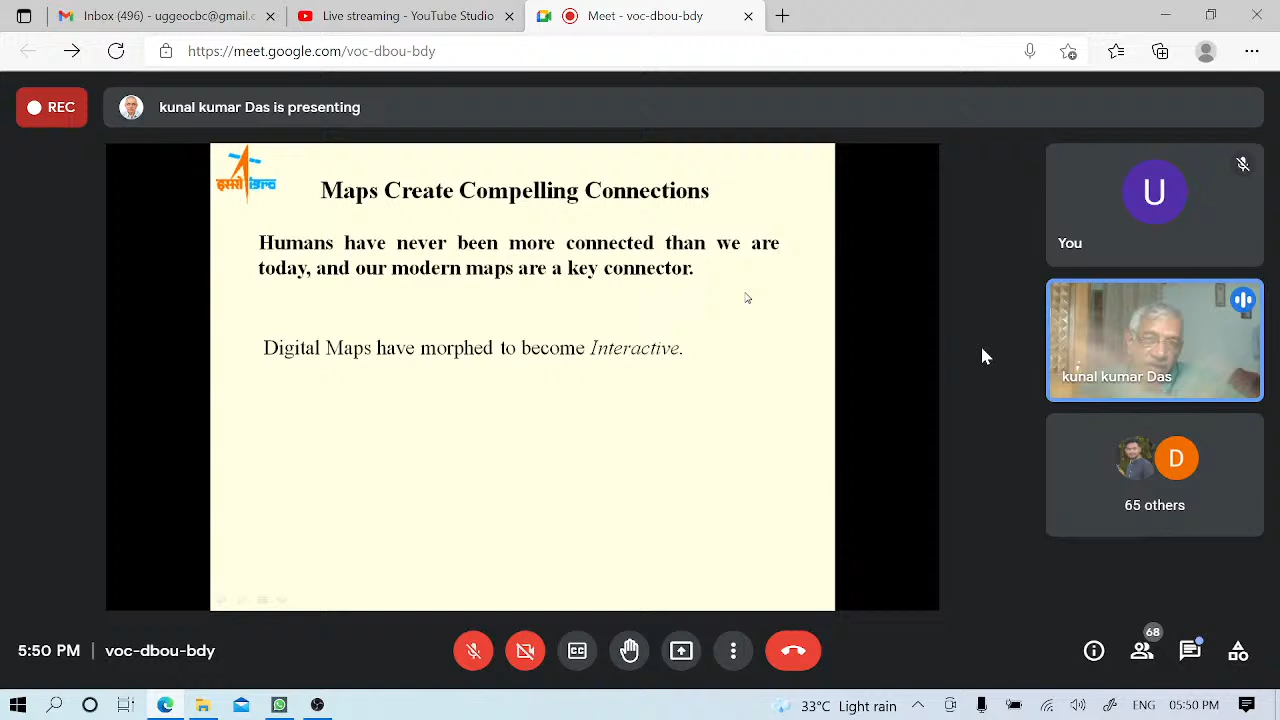 Inbox (496) - uggeoedu@gmail.c
Live Streaming - YouTube Studio
Meet - voc-dbou-bdy
https://meet.google.com/voc-dbou-bdy
REC
kunal kumar Das is presenting
इसरो isro
Maps Create Compelling Connections
Humans have never been more connected than we are
today, and our modern maps are a key connector.
Digital Maps have morphed to become Interactive.
U
You
kunal kumar Das
D
65 others
5:50 PM | voc-dbou-bdy
68
33°C Light rain
ENG
05:50 PM